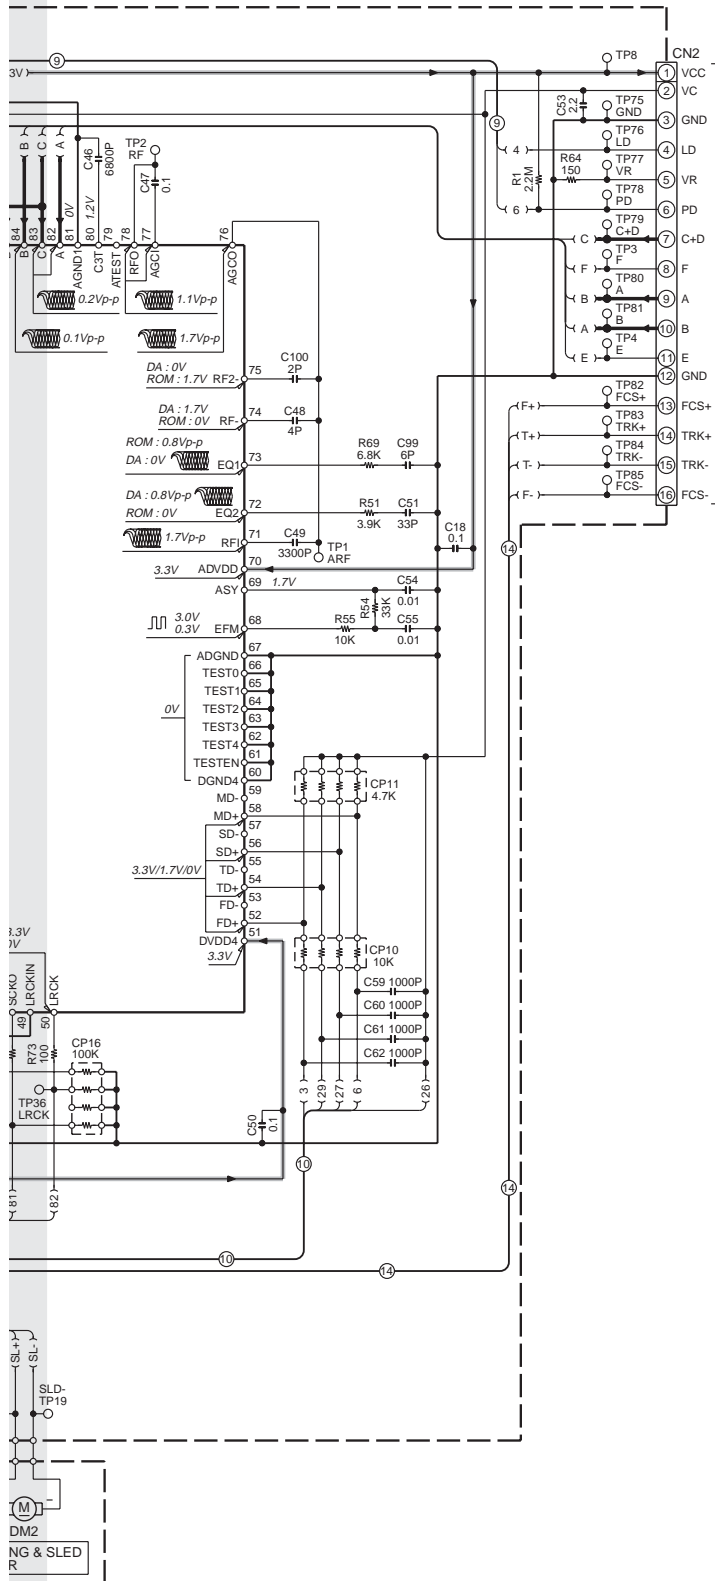 CN2
9
3V
TP8
1 VCC
2 VC
C53
2.2
TP75
GND
3 GND
9
TP76
LD
4
4 LD
B
C
A
C46
6800P
TP2
RF
C47
0.1
R64
150
TP77
VR
5 VR
R1
2.2M
TP78
PD
6
6 PD
84
83
82
81
0V
80
1.2V
79
78
77
76
TP79
C+D
C
7 C+D
B
C
A
AGND1
C3T
ATEST
RFO
AGCI
AGCO
TP3
F
F
8 F
0.2Vp-p
1.1Vp-p
TP80
A
B
9 A
0.1Vp-p
1.7Vp-p
TP81
B
A
10 B
TP4
E
E
11 E
12 GND
DA : 0V
ROM : 1.7V
RF2-
75
C100
2P
TP82
FCS+
F+
13 FCS+
DA : 1.7V
ROM : 0V
RF-
74
C48
4P
TP83
TRK+
T+
14 TRK+
ROM : 0.8Vp-p
DA : 0V
EQ1
73
R69
6.8K
C99
6P
TP84
TRK-
T-
15 TRK-
DA : 0.8Vp-p
ROM : 0V
EQ2
72
R51
3.9K
C51
33P
TP85
FCS-
F-
16 FCS-
1.7Vp-p
RFI
71
C49
3300P
TP1
ARF
C18
0.1
14
3.3V
ADVDD
70
ASY
69
1.7V
C54
0.01
R54
33K
3.0V
0.3V
EFM
68
R55
10K
C55
0.01
ADGND
67
TEST0
66
TEST1
65
TEST2
64
0V
TEST3
63
TEST4
62
TESTEN
61
DGND4
60
MD-
59
CP11
4.7K
MD+
58
SD-
57
SD+
56
3.3V/1.7V/0V
TD-
55
TD+
54
FD-
53
FD+
52
DVDD4
51
3.3V
CP10
10K
3.3V
0V
SCKO
LRCKIN
LRCK
49
50
C59 1000P
C60 1000P
C61 1000P
C62 1000P
R73
100
CP16
100K
TP36
LRCK
3
29
27
6
26
C50
0.1
10
81
82
14
10
14
SL+
SL-
SLD-
TP19
M
-
DM2
NG & SLED
R